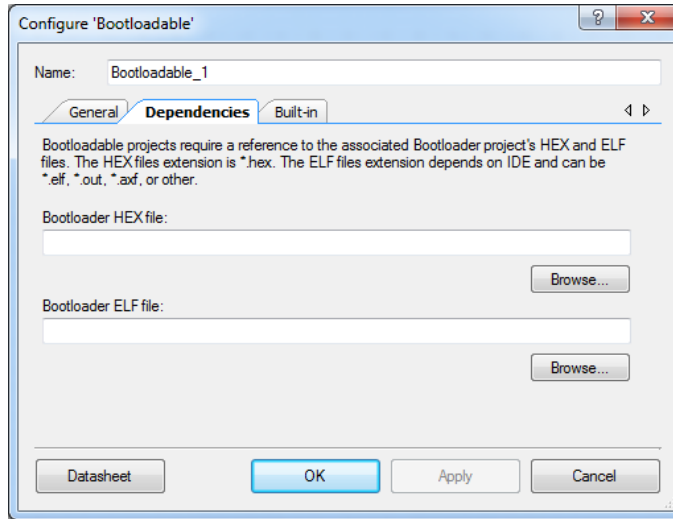 Configure 'Bootloadable'
Name: Bootloadable_1
General Dependencies Built-in
Bootloadable projects require a reference to the associated Bootloader project's HEX and ELF
files. The HEX files extension is *.hex. The ELF files extension depends on IDE and can be
*.elf, *.out, *.axf, or other.
Bootloader HEX file:
Browse...
Bootloader ELF file:
Browse...
Datasheet OK Apply Cancel